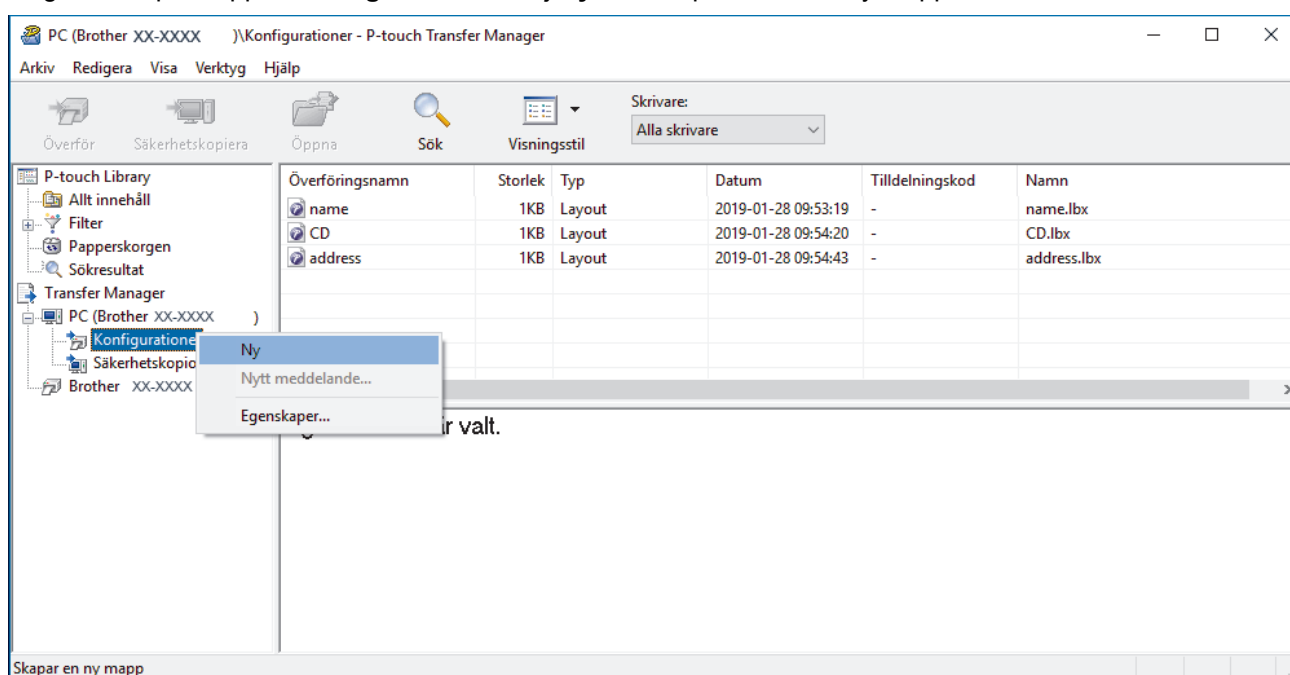 PC (Brother XX-XXXX )\Konfigurationer - P-touch Transfer Manager
Arkiv Redigera Visa Verktyg Hjälp
Överför Säkerhetskopiera Öppna Sök Visningsstil
Skrivare:
Alla skrivare
P-touch Library
Allt innehåll
Filter
Papperskorgen
Sökresultat
Transfer Manager
PC (Brother XX-XXXX )
Konfiguratione
Säkerhetskopio
Brother XX-XXXX
Ny
Nytt meddelande...
Egenskaper...
Överföringsnamn Storlek Typ Datum Tilldelningskod Namn
name 1KB Layout 2019-01-28 09:53:19 - name.lbx
CD 1KB Layout 2019-01-28 09:54:20 - CD.lbx
address 1KB Layout 2019-01-28 09:54:43 - address.lbx
är valt.
Skapar en ny mapp